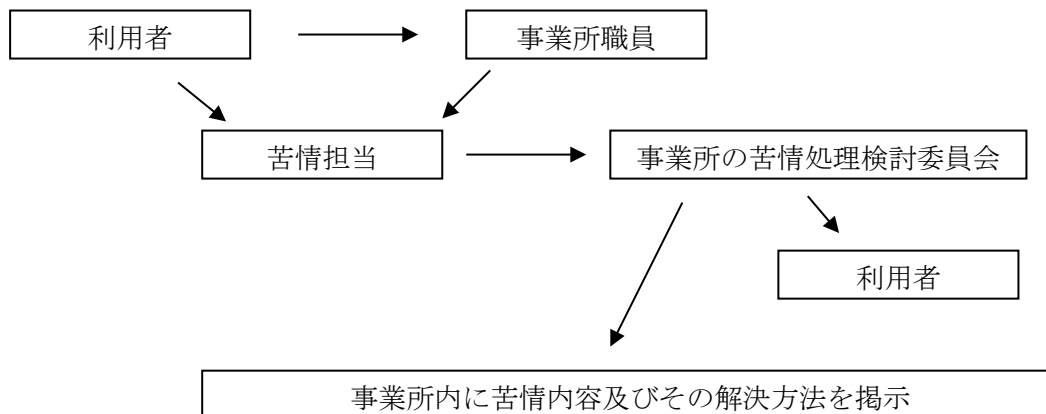 利用者
事業所職員
苦情担当
事業所の苦情処理検討委員会
利用者
事業所内に苦情内容及びその解決方法を掲示